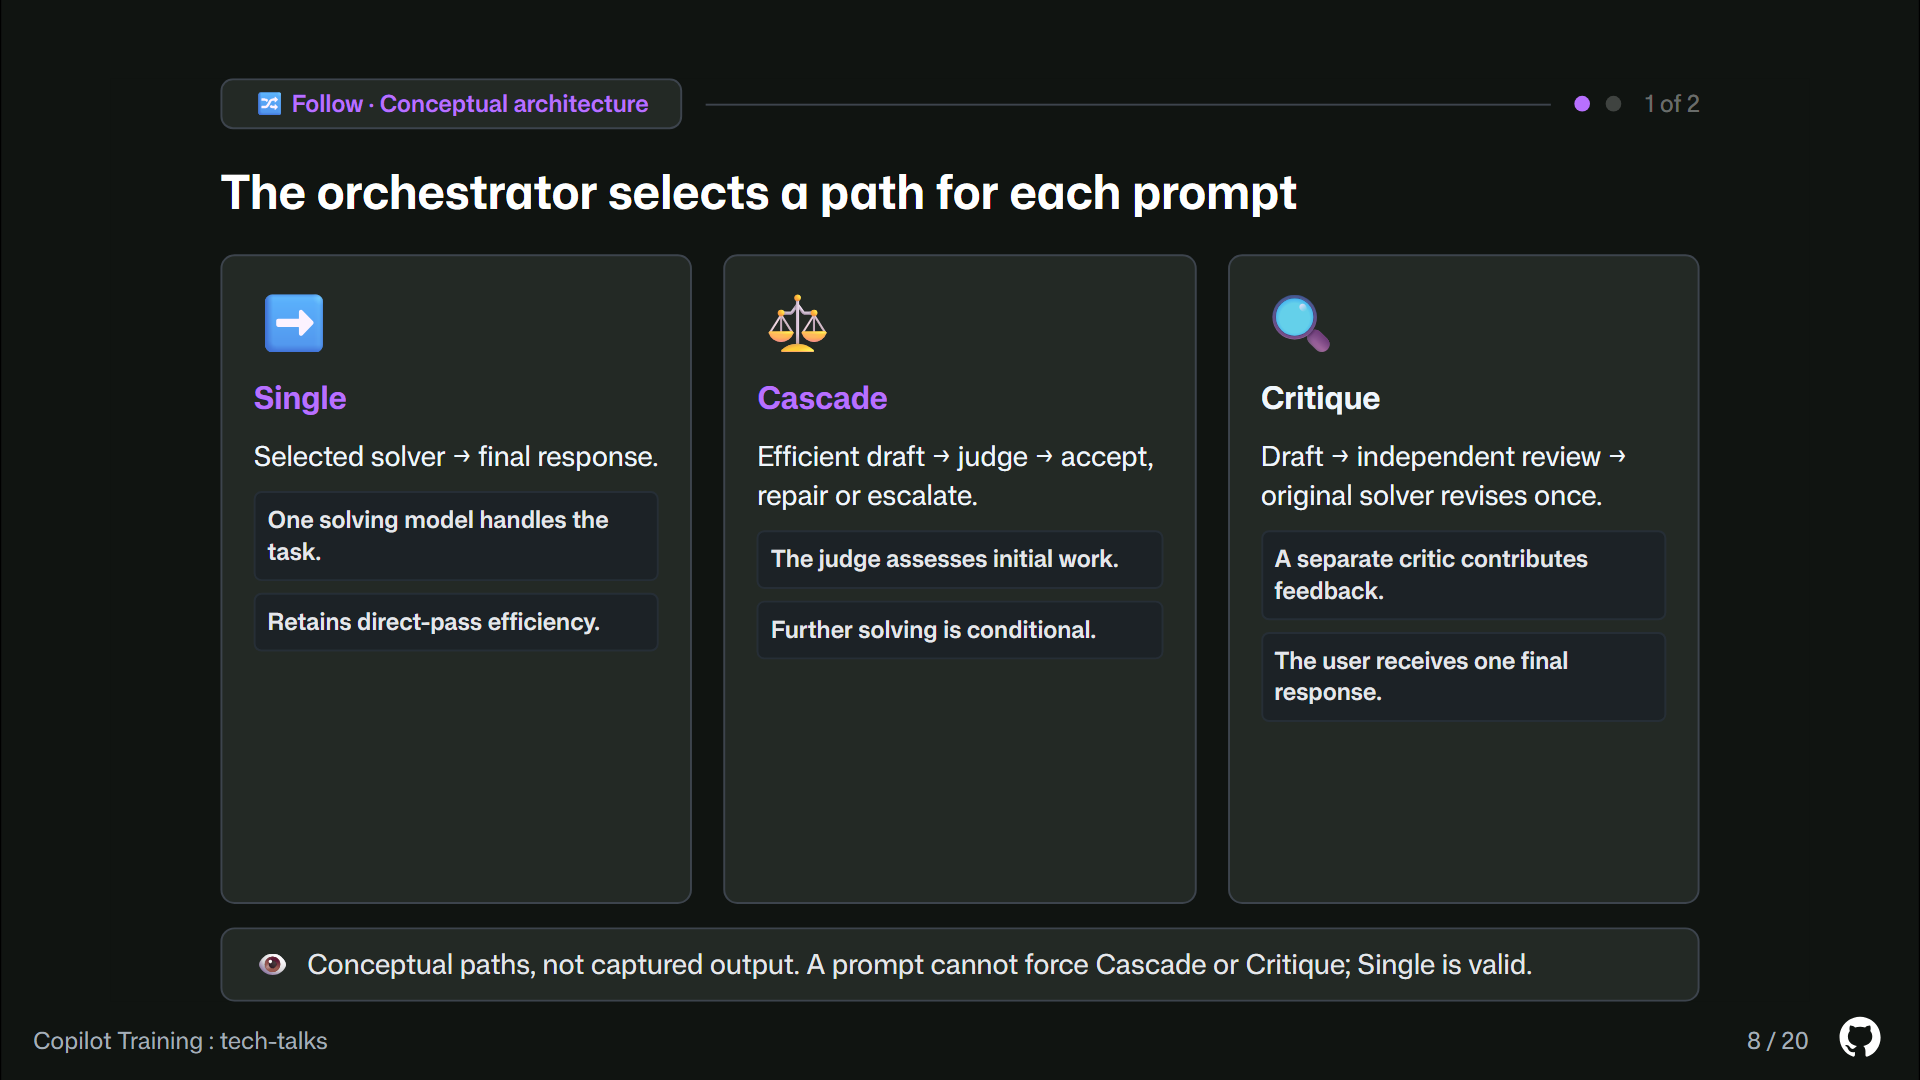 Follow · Conceptual architecture
1 of 2
The orchestrator selects a path for each prompt
Single
Selected solver → final response.
One solving model handles the
task.
Retains direct-pass efficiency.
Cascade
Efficient draft → judge → accept,
repair or escalate.
The judge assesses initial work.
Further solving is conditional.
Critique
Draft → independent review →
original solver revises once.
A separate critic contributes
feedback.
The user receives one final
response.
Conceptual paths, not captured output. A prompt cannot force Cascade or Critique; Single is valid.
Copilot Training : tech-talks
8 / 20